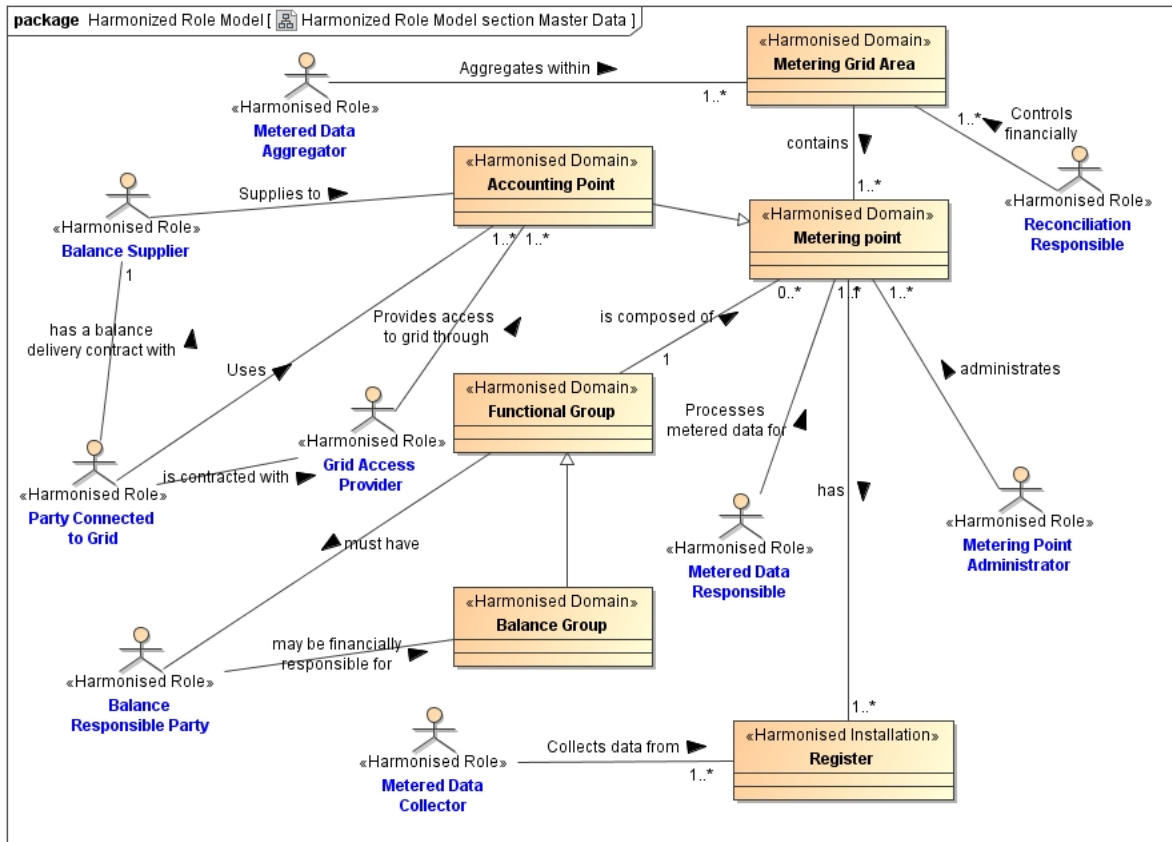 package Harmonized Role Model [ Harmonized Role Model section Master Data ]
«Harmonised Domain»
Metering Grid Area
Aggregates within
1..*
«Harmonised Role»
Metered Data
Aggregator
1..*
Controls
financially
contains
«Harmonised Domain»
Accounting Point
Supplies to
1..*
«Harmonised Role»
Reconciliation
Responsible
«Harmonised Role»
Balance Supplier
1
«Harmonised Domain»
Metering point
1..*
1..*
0..*
1..*
1..*
has a balance
delivery contract with
Provides access
to grid through
is composed of
1
Uses
administrates
«Harmonised Domain»
Functional Group
Processes
metered data for
«Harmonised Role»
Grid Access
Provider
is contracted with
«Harmonised Role»
Party Connected
to Grid
has
must have
«Harmonised Role»
Metered Data
Responsible
«Harmonised Role»
Metering Point
Administrator
«Harmonised Domain»
Balance Group
may be financially
responsible for
«Harmonised Role»
Balance
Responsible Party
1..*
«Harmonised Installation»
Register
Collects data from
1..*
«Harmonised Role»
Metered Data
Collector